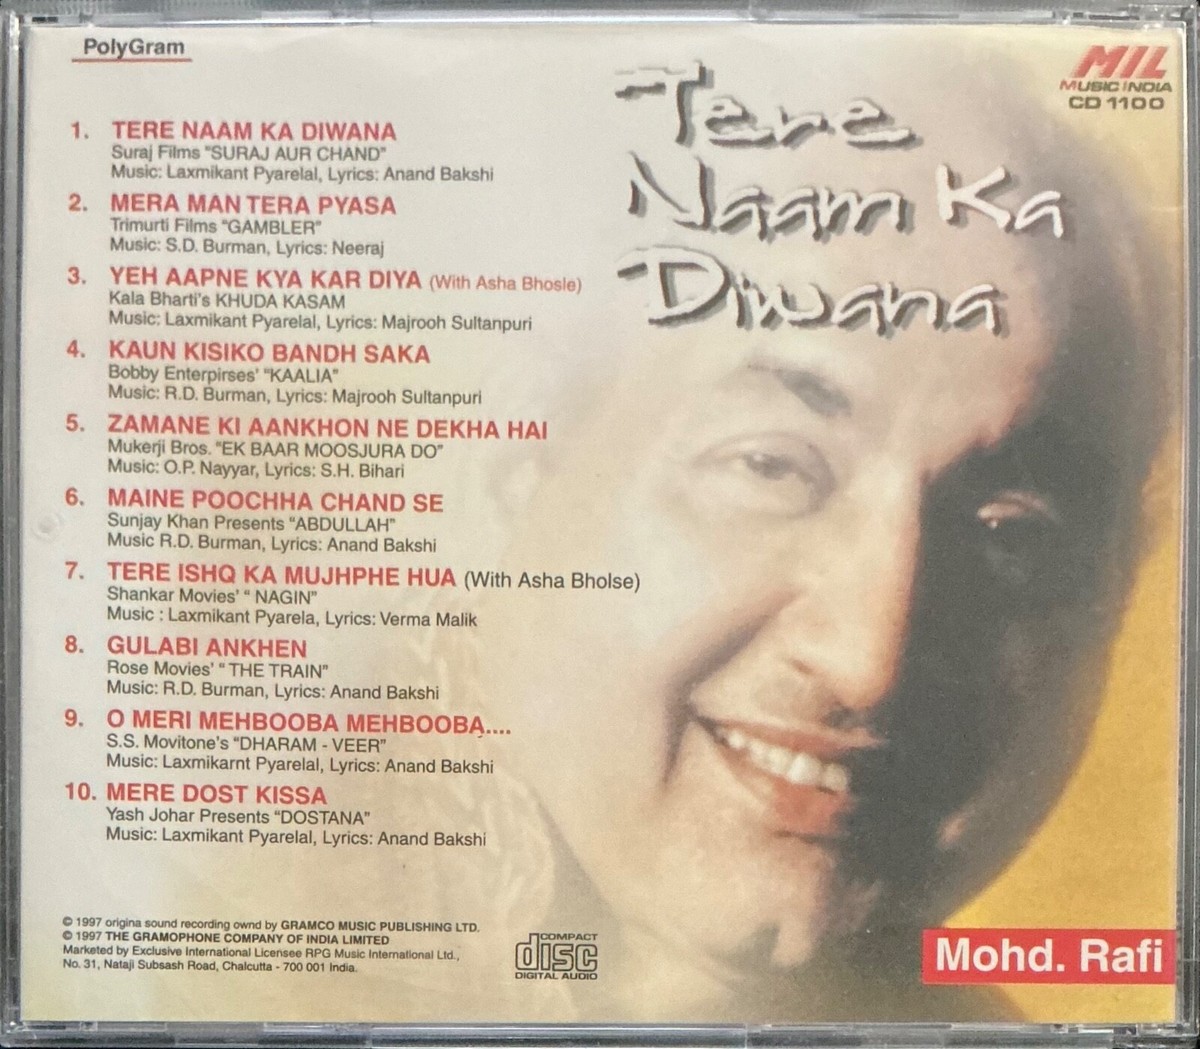 PolyGram
MIL
MUSIC INDIA
CD 1100
Tere
Naam Ka
Diwana
1. TERE NAAM KA DIWANA
Suraj Films "SURAJ AUR CHAND"
Music: Laxmikant Pyarelal, Lyrics: Anand Bakshi
2. MERA MAN TERA PYASA
Trimurti Films "GAMBLER"
Music: S.D. Burman, Lyrics: Neeraj
3. YEH AAPNE KYA KAR DIYA (With Asha Bhosle)
Kala Bharti's KHUDA KASAM
Music: Laxmikant Pyarelal, Lyrics: Majrooh Sultanpuri
4. KAUN KISIKO BANDH SAKA
Bobby Enterpirses' "KAALIA"
Music: R.D. Burman, Lyrics: Majrooh Sultanpuri
5. ZAMANE KI AANKHON NE DEKHA HAI
Mukerji Bros. "EK BAAR MOOSJURA DO"
Music: O.P. Nayyar, Lyrics: S.H. Bihari
6. MAINE POOCHHA CHAND SE
Sunjay Khan Presents "ABDULLAH"
Music R.D. Burman, Lyrics: Anand Bakshi
7. TERE ISHQ KA MUJHPHE HUA (With Asha Bholse)
Shankar Movies' " NAGIN"
Music : Laxmikant Pyarela, Lyrics: Verma Malik
8. GULABI ANKHEN
Rose Movies' " THE TRAIN"
Music: R.D. Burman, Lyrics: Anand Bakshi
9. O MERI MEHBOOBA MEHBOOBA....
S.S. Movitone's "DHARAM - VEER"
Music: Laxmikarnt Pyarelal, Lyrics: Anand Bakshi
10. MERE DOST KISSA
Yash Johar Presents "DOSTANA"
Music: Laxmikant Pyarelal, Lyrics: Anand Bakshi
© 1997 origina sound recording ownd by GRAMCO MUSIC PUBLISHING LTD.
© 1997 THE GRAMOPHONE COMPANY OF INDIA LIMITED
Marketed by Exclusive International Licensee RPG Music International Ltd.,
No. 31, Nataji Subsash Road, Chalcutta - 700 001 India.
COMPACT
disc
DIGITAL AUDIO
Mohd. Rafi